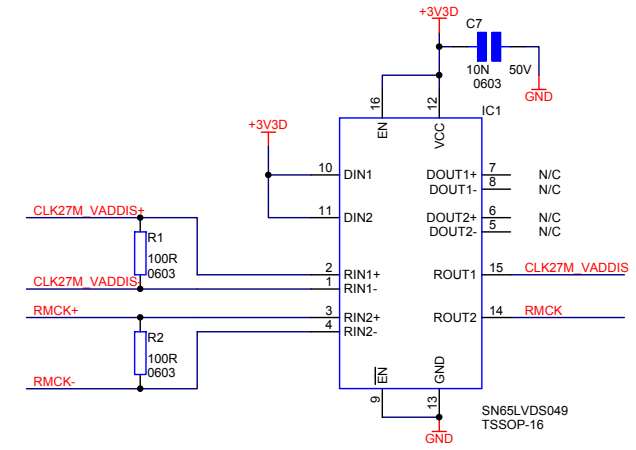 +3V3D
C7
10N
50V
0603
GND
16
12
IC1
EN
VCC
+3V3D
10
DIN1
DOUT1+
7
N/C
DOUT1-
8
N/C
11
DIN2
DOUT2+
6
N/C
DOUT2-
5
N/C
CLK27M_VADDIS+
R1
100R
0603
2
RIN1+
ROUT1
15
CLK27M_VADDIS
CLK27M_VADDIS-
1
RIN1-
RMCK+
3
RIN2+
ROUT2
14
RMCK
4
RIN2-
R2
100R
0603
RMCK-
EN
GND
9
13
SN65LVDS049
TSSOP-16
GND